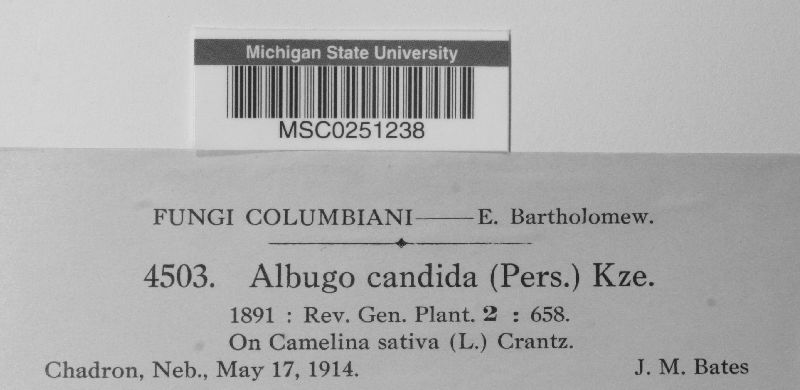 Michigan State University
MSC0251238
FUNGI COLUMBIANI——E. Bartholomew.
4503. Albugo candida (Pers.) Kze.
1891 : Rev. Gen. Plant. 2 : 658.
On Camelina sativa (L.) Crantz.
Chadron, Neb., May 17, 1914. J. M. Bates